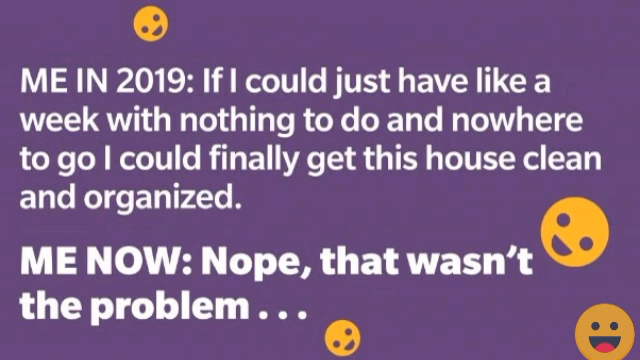 ME IN 2019: If I could just have like a
week with nothing to do and nowhere
to go I could finally get this house clean
and organized.
ME NOW: Nope, that wasn't
the problem . . .